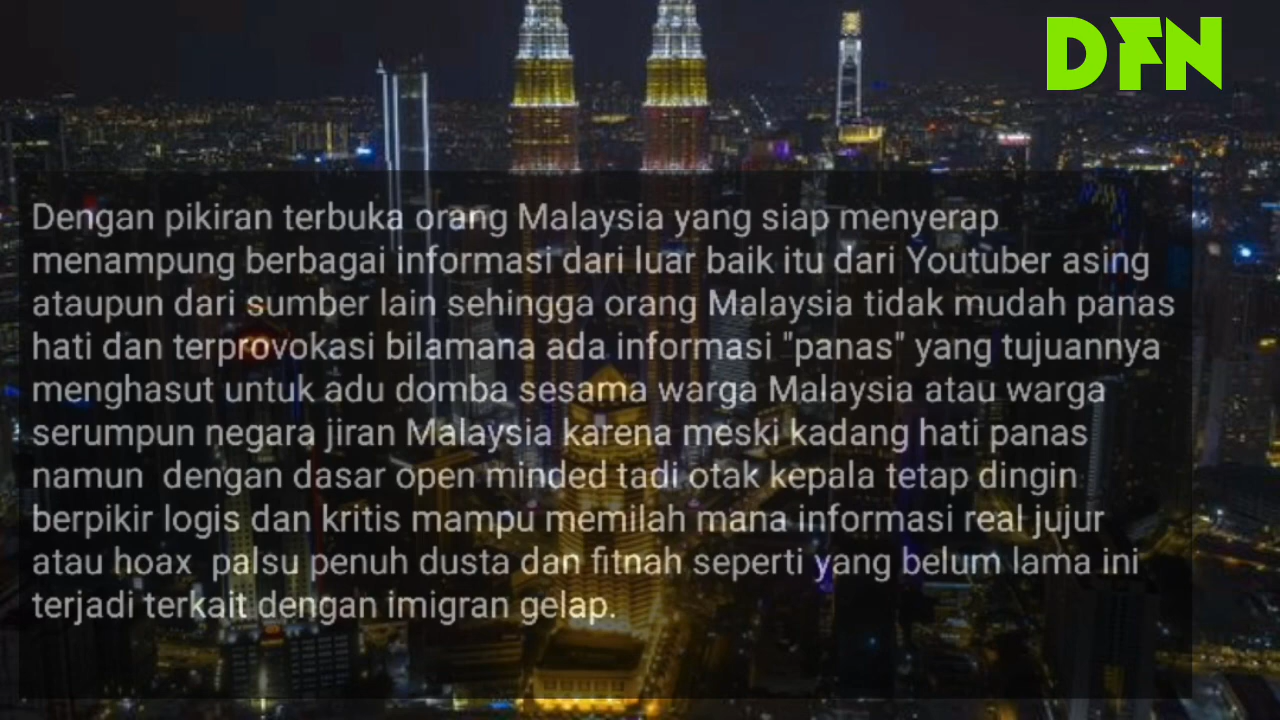 DFN
Dengan pikiran terbuka orang Malaysia yang siap menyerap
menampung berbagai informasi dari luar baik itu dari Youtuber asing
ataupun dari sumber lain sehingga orang Malaysia tidak mudah panas
hati dan terprovokasi bilamana ada informasi "panas" yang tujuannya
menghasut untuk adu domba sesama warga Malaysia atau warga
serumpun negara jiran Malaysia karena meski kadang hati panas
namun  dengan dasar open minded tadi otak kepala tetap dingin
berpikir logis dan kritis mampu memilah mana informasi real jujur
atau hoax  palsu penuh dusta dan fitnah seperti yang belum lama ini
terjadi terkait dengan imigran gelap.